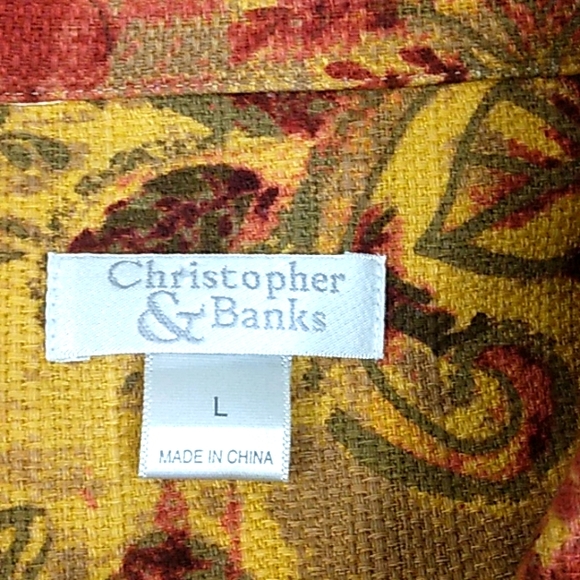 Christopher
& Banks
L
MADE IN CHINA